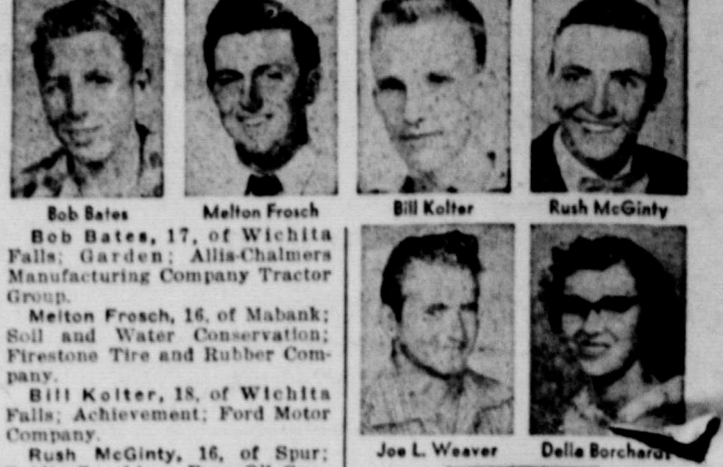 Bob Bates
Melton Frosch
Bill Kolter
Rush McGinty
Bob Bates, 17, of Wichita
Falls; Garden; Allis-Chalmers
Manufacturing Company Tractor
Group.
Melton Frosch, 16, of Mabank;
Soil and Water Conservation;
Firestone Tire and Rubber Com-
pany.
Bill Kolter, 18, of Wichita
Falls; Achievement; Ford Motor
Company.
Rush McGinty, 16, of Spur;
Joe L. Weaver
Della Borchardt